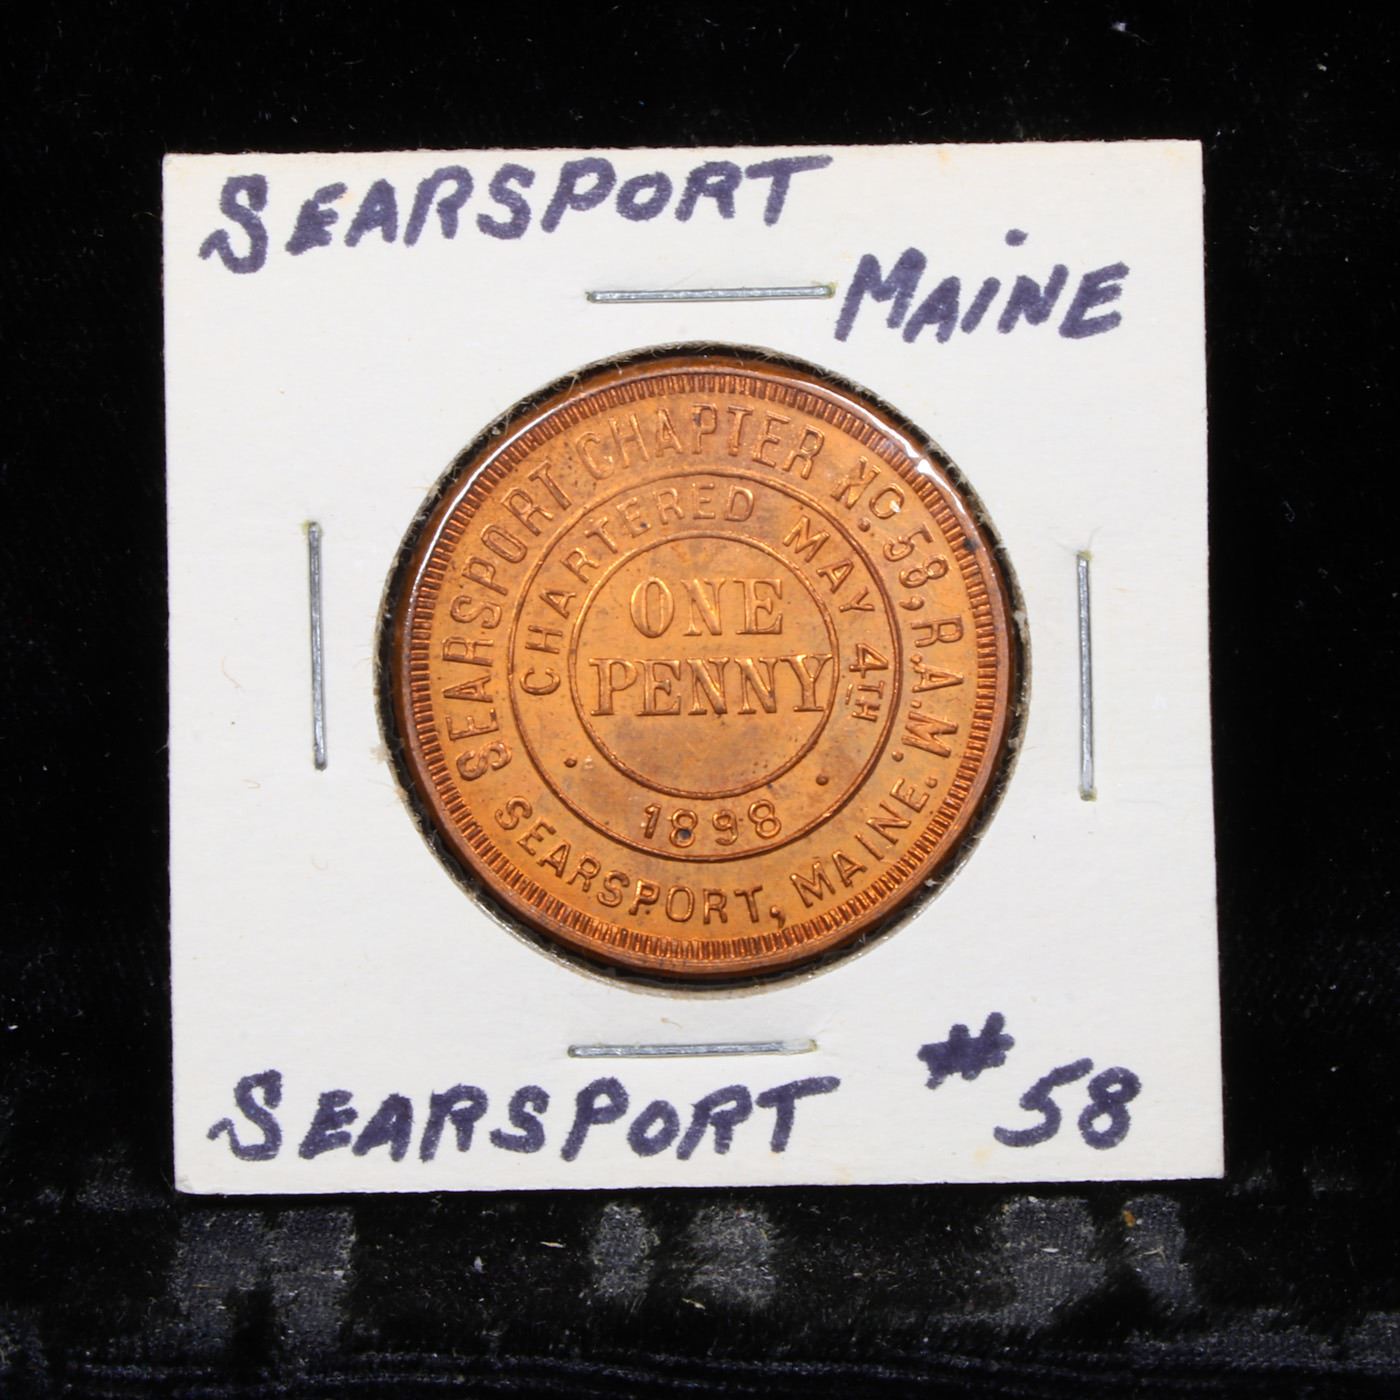 SEARSPORT
MAINE
SEARSPORT CHAPTER NO. 58, R.A.M.
SEARSPORT, MAINE.
CHARTERED MAY 4TH
1898
ONE
PENNY
SEARSPORT #58